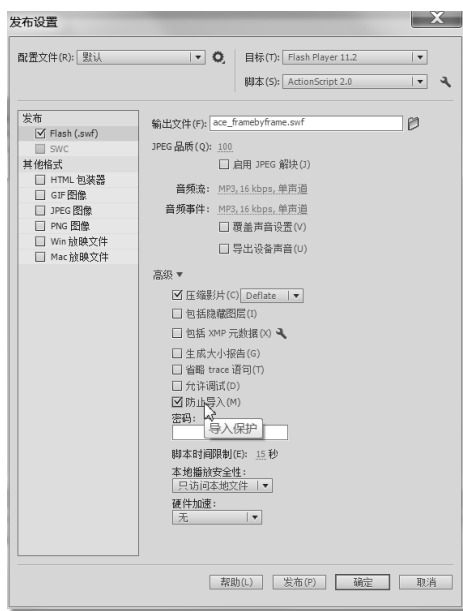 发布设置
配置文件(R): 默认
目标(T): Flash Player 11.2
脚本(S): ActionScript 2.0
发布
Flash (.swf)
SWC
其他格式
HTML 包装器
GIF 图像
JPEG 图像
PNG 图像
Win 放映文件
Mac 放映文件
输出文件(F): ace_framebyframe.swf
JPEG 品质(Q): 100
启用 JPEG 解块(J)
音频流: MP3, 16 kbps, 单声道
音频事件: MP3, 16 kbps, 单声道
覆盖声音设置(V)
导出设备声音(U)
高级
压缩影片(C) Deflate
包括隐藏图层(I)
包括 XMP 元数据(X)
生成大小报告(G)
省略 trace 语句(T)
允许调试(D)
防止导入(M)
密码:
导入保护
脚本时间限制(E): 15 秒
本地播放安全性:
只访问本地文件
硬件加速:
无
帮助(L) 发布(P) 确定 取消